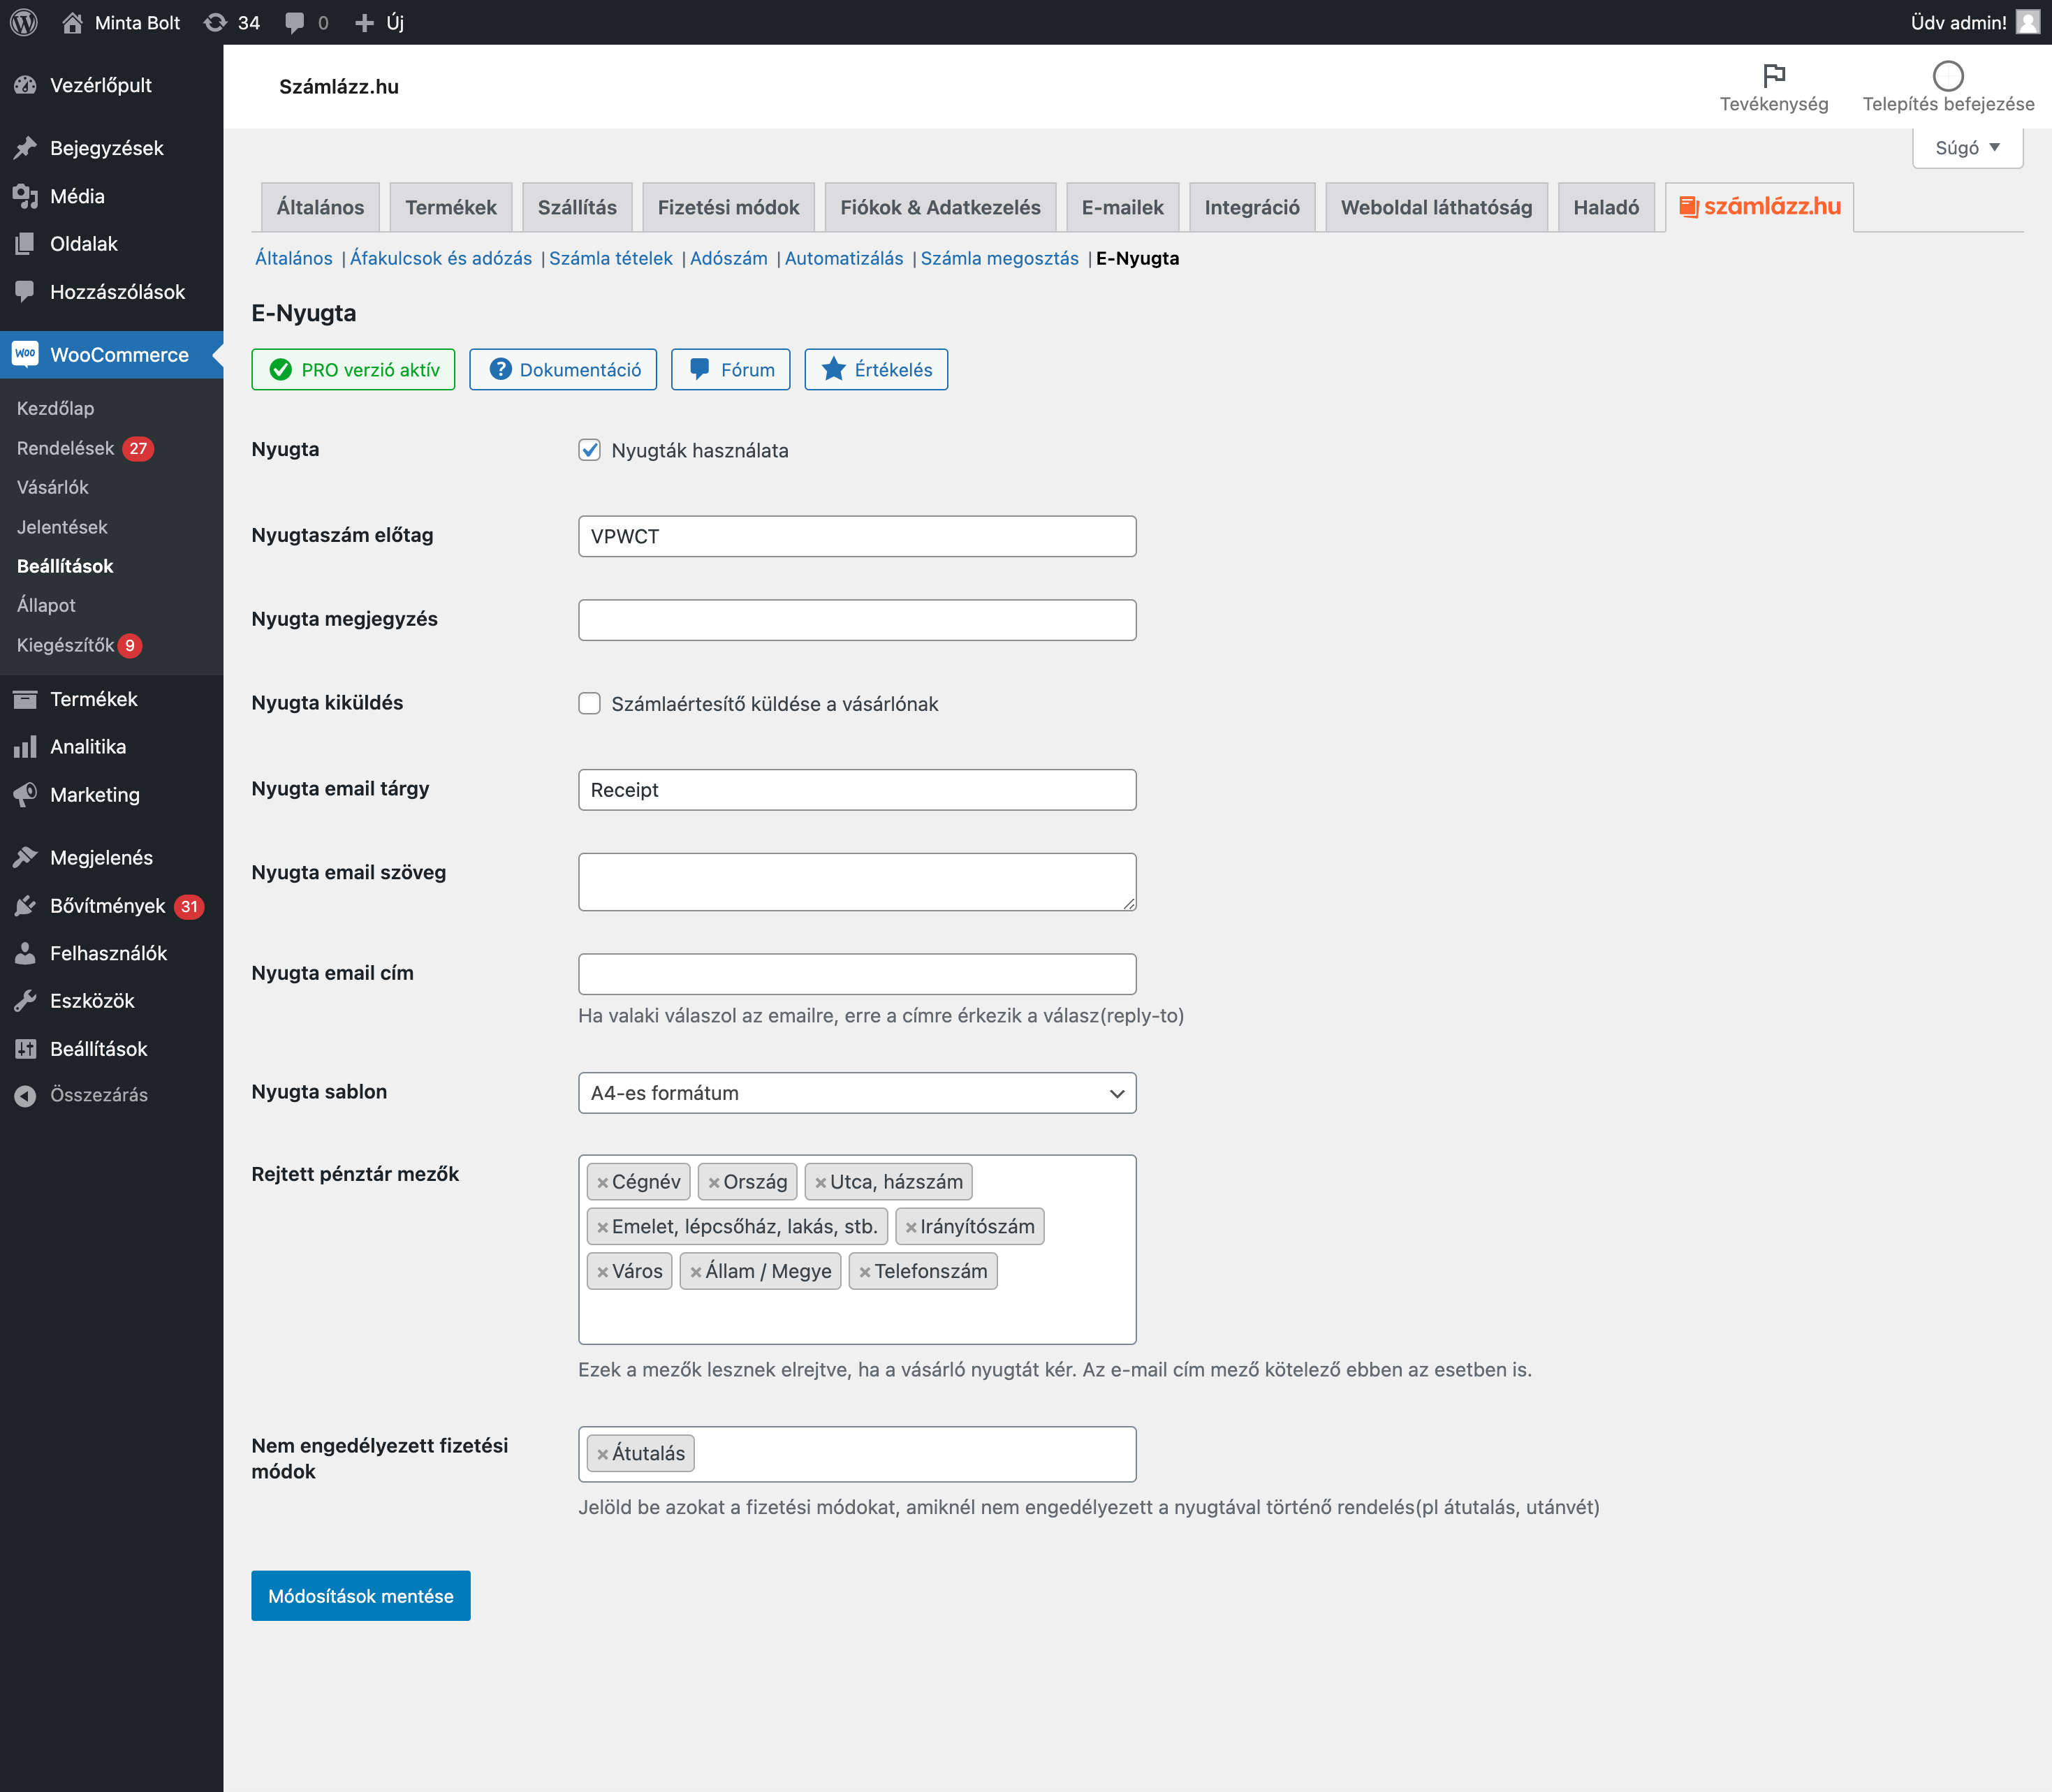 Minta Bolt 34 0 Új Üdv admin!
Vezérlőpult
Bejegyzések
Média
Oldalak
Hozzászólások
Woo WooCommerce
Kezdőlap
Rendelések 27
Vásárlók
Jelentések
Beállítások
Állapot
Kiegészítők 9
Termékek
Analitika
Marketing
Megjelenés
Bővítmények 31
Felhasználók
Eszközök
Beállítások
Összezárás
Számlázz.hu
Tevékenység Telepítés befejezése
Súgó
Általános Termékek Szállítás Fizetési módok Fiókok & Adatkezelés E-mailek Integráció Weboldal láthatóság Haladó számlázz.hu
Általános | Áfakulcsok és adózás | Számla tételek | Adószám | Automatizálás | Számla megosztás | E-Nyugta
E-Nyugta
PRO verzió aktív Dokumentáció Fórum Értékelés
Nyugta Nyugták használata
Nyugtaszám előtag VPWCT
Nyugta megjegyzés
Nyugta kiküldés Számlaértesítő küldése a vásárlónak
Nyugta email tárgy Receipt
Nyugta email szöveg
Nyugta email cím
Ha valaki válaszol az emailre, erre a címre érkezik a válasz(reply-to)
Nyugta sablon A4-es formátum
Rejtett pénztár mezők ×Cégnév ×Ország ×Utca, házszám
×Emelet, lépcsőház, lakás, stb. ×Irányítószám
×Város ×Állam / Megye ×Telefonszám
Ezek a mezők lesznek elrejtve, ha a vásárló nyugtát kér. Az e-mail cím mező kötelező ebben az esetben is.
Nem engedélyezett fizetési
módok
×Átutalás
Jelöld be azokat a fizetési módokat, amiknél nem engedélyezett a nyugtával történő rendelés(pl átutalás, utánvét)
Módosítások mentése